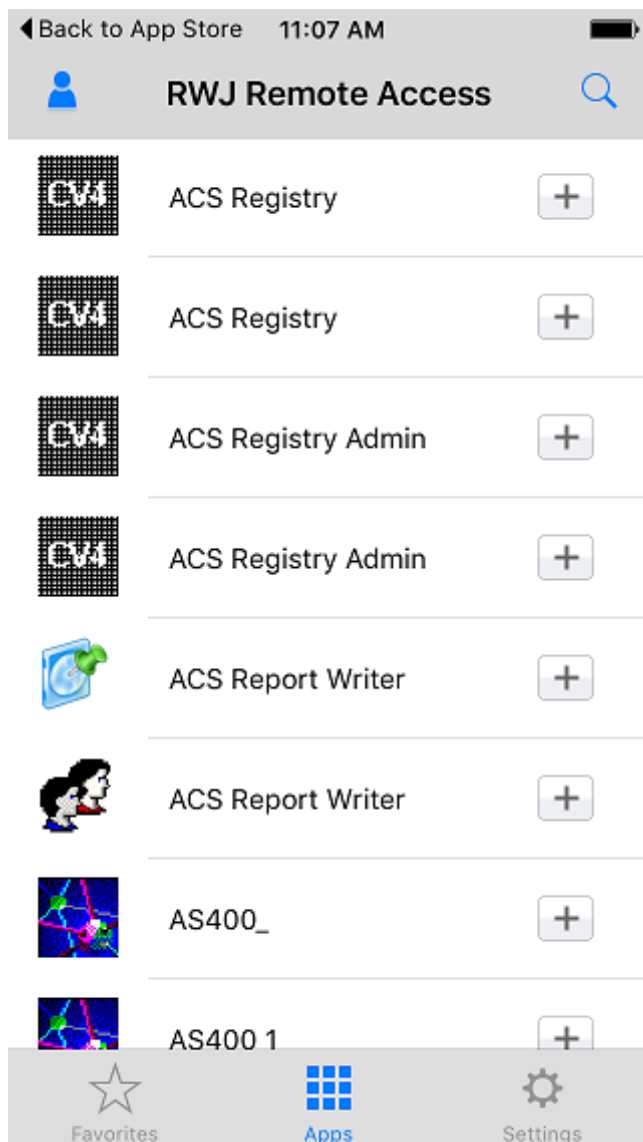 Back to App Store 11:07 AM
RWJ Remote Access
CV4 ACS Registry
CV4 ACS Registry
CV4 ACS Registry Admin
CV4 ACS Registry Admin
ACS Report Writer
ACS Report Writer
AS400_
AS400 1
Favorites Apps Settings